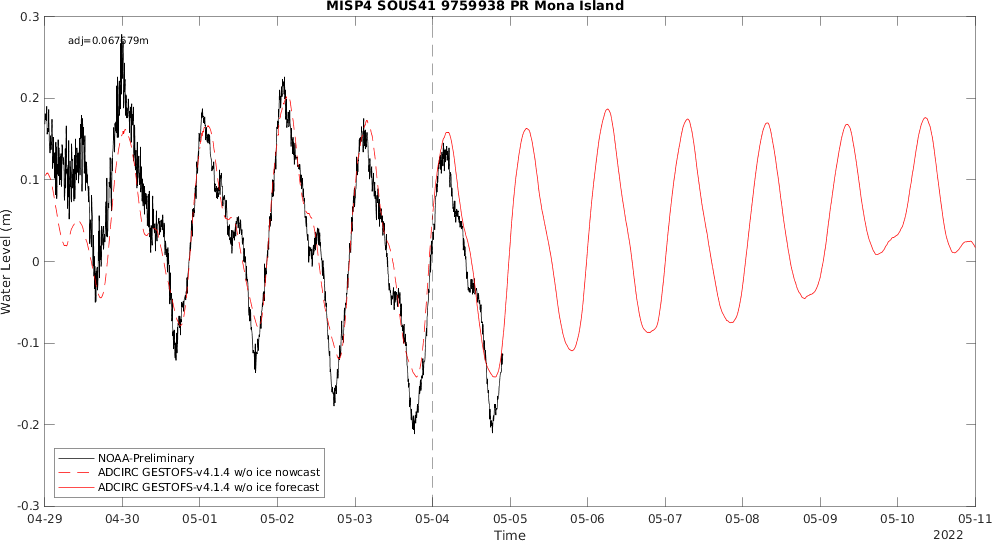 MISP4 SOUS41 9759938 PR Mona Island
adj=0.067579m
0.3
0.2
0.1
0
-0.1
-0.2
-0.3
Water Level (m)
NOAA-Preliminary
ADCIRC GESTOFS-v4.1.4 w/o ice nowcast
ADCIRC GESTOFS-v4.1.4 w/o ice forecast
04-29 04-30 05-01 05-02 05-03 05-04 05-05 05-06 05-07 05-08 05-09 05-10 05-11
Time
2022